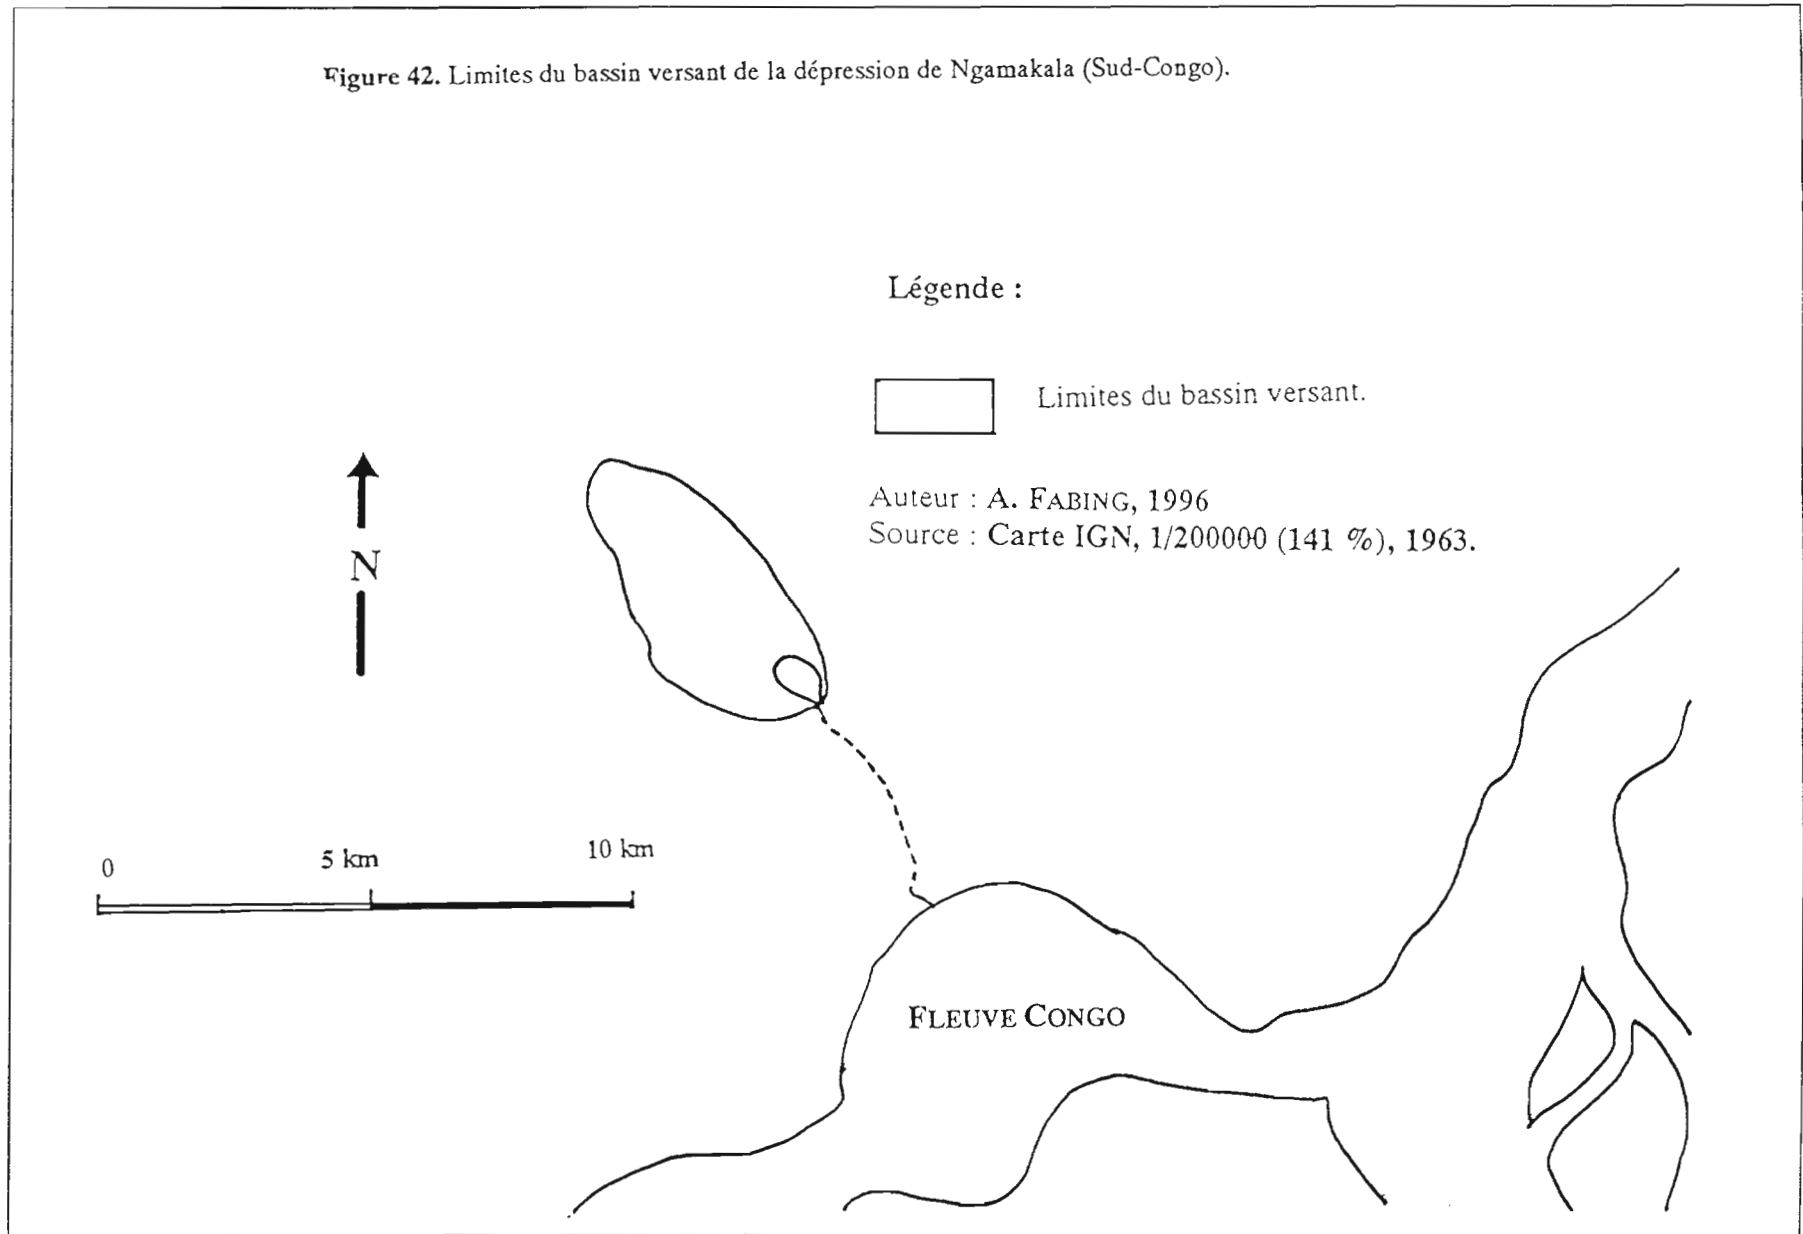 Figure 42. Limites du bassin versant de la dépression de Ngamakala (Sud-Congo).
Légende :
Limites du bassin versant.
Auteur : A. FABING, 1996
Source : Carte IGN, 1/200000 (141 %), 1963.
N
0 5 km 10 km
FLEUVE CONGO